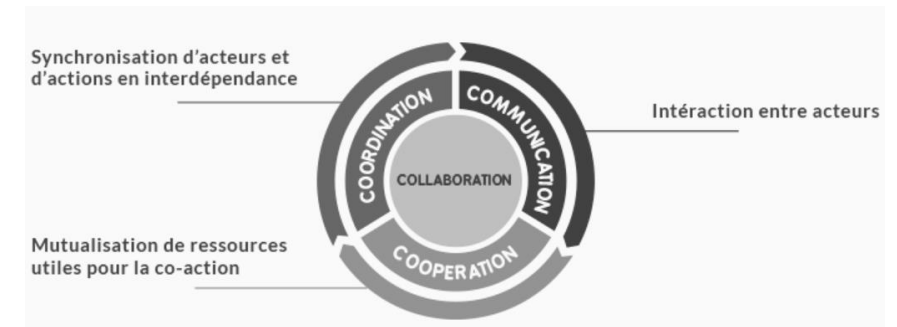 Synchronisation d'acteurs et
d'actions en interdépendance
COORDINATION
COMMUNICATION
Intéraction entre acteurs
COLLABORATION
Mutualisation de ressources
utiles pour la co-action
COOPERATION